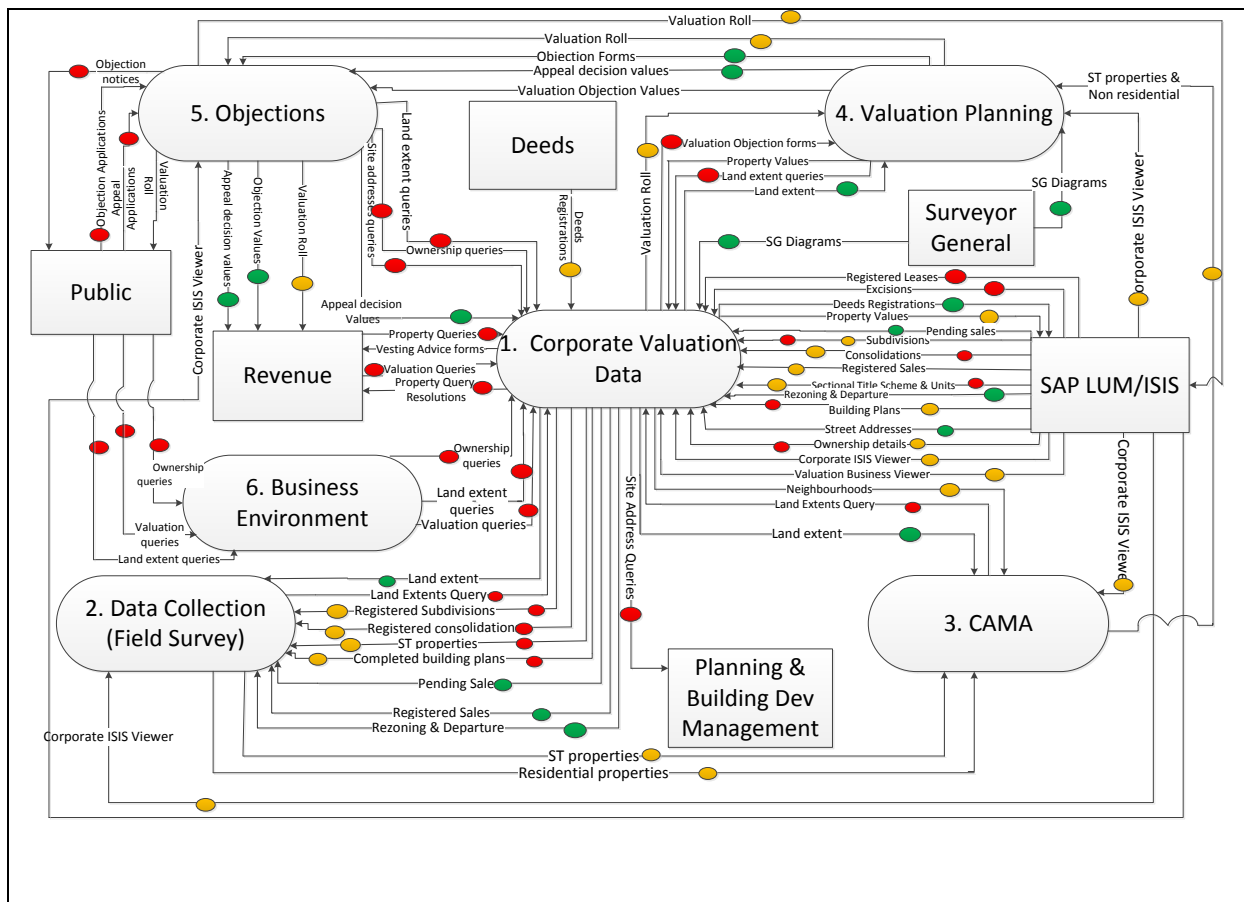 Valuation Roll
Valuation Roll
Obiection Forms
Appeal decision values
Valuation Objection Values
Objection
notices
5. Objections
4. Valuation Planning
ST properties &
Non residential
Deeds
Valuation Objection forms
Property Values
Land extent queries
Land extent
SG Diagrams
Surveyor
General
SG Diagrams
Objection Applications
Appeal
Applications
Valuation
Roll
Appeal decision values
Objection Values
Valuation Roll
Site addresses queries
Land extent queries
Ownership queries
Deeds
Registrations
Valuation Roll
Corporate ISIS Viewer
Corporate ISIS Viewer
Public
Appeal decision
Values
Property Queries
Vesting Advice forms
Valuation Queries
Property Query
Resolutions
Revenue
1. Corporate Valuation
Data
Registered Leases
Excisions
Deeds Registrations
Property Values
Pending sales
Subdivisions
Consolidations
Registered Sales
Sectional Title Scheme & Units
Rezoning & Departure
Building Plans
Street Addresses
Ownership details
Corporate ISIS Viewer
Valuation Business Viewer
Neighbourhoods
Land Extents Query
Land extent
SAP LUM/ISIS
Corporate ISIS Viewer
Ownership
queries
Valuation
queries
Land extent queries
6. Business
Environment
Ownership
queries
Land extent
queries
Valuation queries
Site Address Queries
2. Data Collection
(Field Survey)
Land extent
Land Extents Query
Registered Subdivisions
Registered consolidation
ST properties
Completed building plans
Pending Sale
Registered Sales
Rezoning & Departure
3. CAMA
Planning &
Building Dev
Management
Corporate ISIS Viewer
ST properties
Residential properties